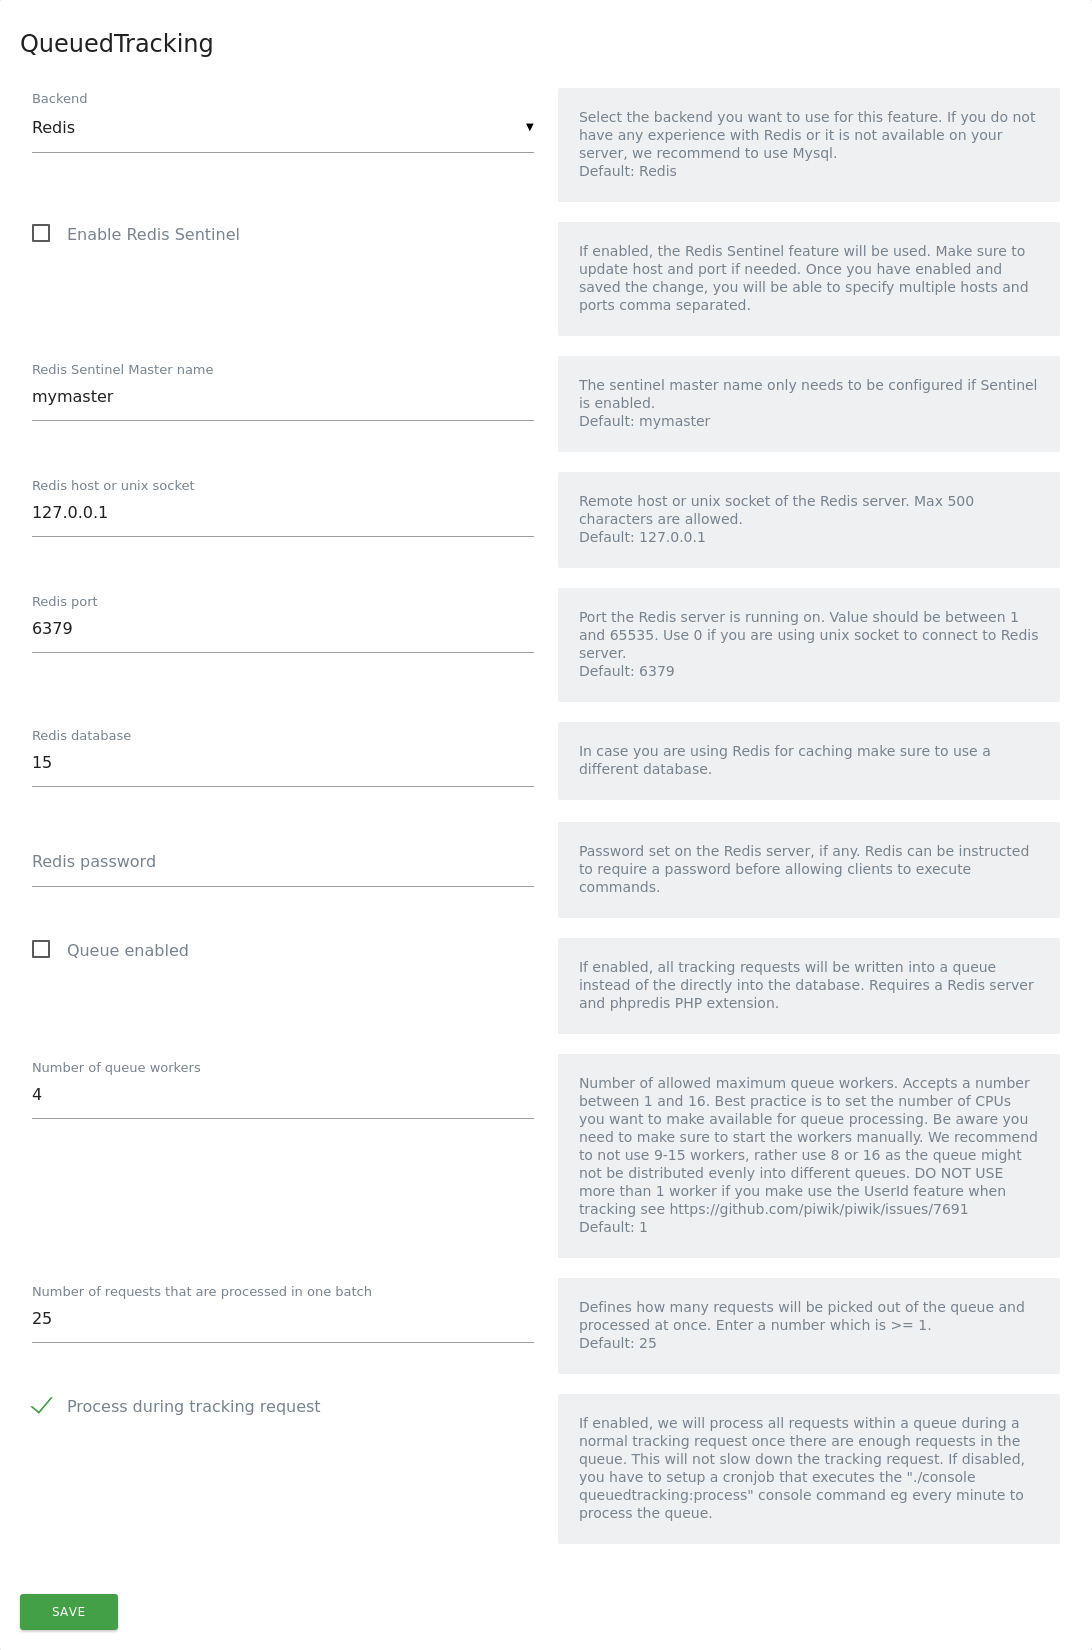 QueuedTracking
Backend
Redis
Select the backend you want to use for this feature. If you do not
have any experience with Redis or it is not available on your
server, we recommend to use Mysql.
Default: Redis
Enable Redis Sentinel
If enabled, the Redis Sentinel feature will be used. Make sure to
update host and port if needed. Once you have enabled and
saved the change, you will be able to specify multiple hosts and
ports comma separated.
Redis Sentinel Master name
mymaster
The sentinel master name only needs to be configured if Sentinel
is enabled.
Default: mymaster
Redis host or unix socket
127.0.0.1
Remote host or unix socket of the Redis server. Max 500
characters are allowed.
Default: 127.0.0.1
Redis port
6379
Port the Redis server is running on. Value should be between 1
and 65535. Use 0 if you are using unix socket to connect to Redis
server.
Default: 6379
Redis database
15
In case you are using Redis for caching make sure to use a
different database.
Redis password
Password set on the Redis server, if any. Redis can be instructed
to require a password before allowing clients to execute
commands.
Queue enabled
If enabled, all tracking requests will be written into a queue
instead of the directly into the database. Requires a Redis server
and phpredis PHP extension.
Number of queue workers
4
Number of allowed maximum queue workers. Accepts a number
between 1 and 16. Best practice is to set the number of CPUs
you want to make available for queue processing. Be aware you
need to make sure to start the workers manually. We recommend
to not use 9-15 workers, rather use 8 or 16 as the queue might
not be distributed evenly into different queues. DO NOT USE
more than 1 worker if you make use the UserId feature when
tracking see https://github.com/piwik/piwik/issues/7691
Default: 1
Number of requests that are processed in one batch
25
Defines how many requests will be picked out of the queue and
processed at once. Enter a number which is >= 1.
Default: 25
Process during tracking request
If enabled, we will process all requests within a queue during a
normal tracking request once there are enough requests in the
queue. This will not slow down the tracking request. If disabled,
you have to setup a cronjob that executes the "./console
queuedtracking:process" console command eg every minute to
process the queue.
SAVE